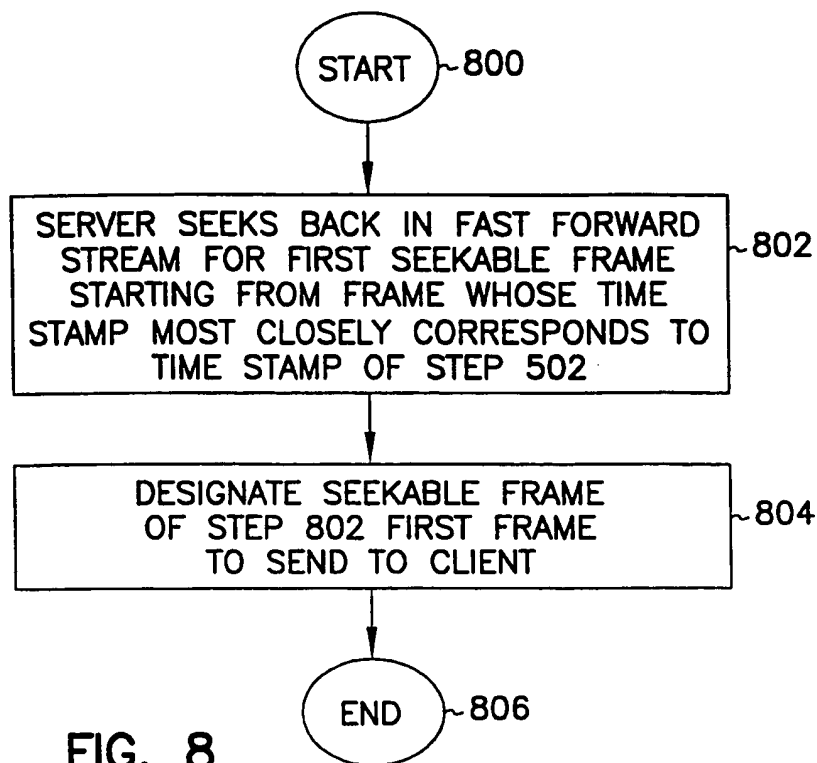 START
800
SERVER SEEKS BACK IN FAST FORWARD
STREAM FOR FIRST SEEKABLE FRAME
STARTING FROM FRAME WHOSE TIME
STAMP MOST CLOSELY CORRESPONDS TO
TIME STAMP OF STEP 502
802
DESIGNATE SEEKABLE FRAME
OF STEP 802 FIRST FRAME
TO SEND TO CLIENT
804
END
806
FIG. 8